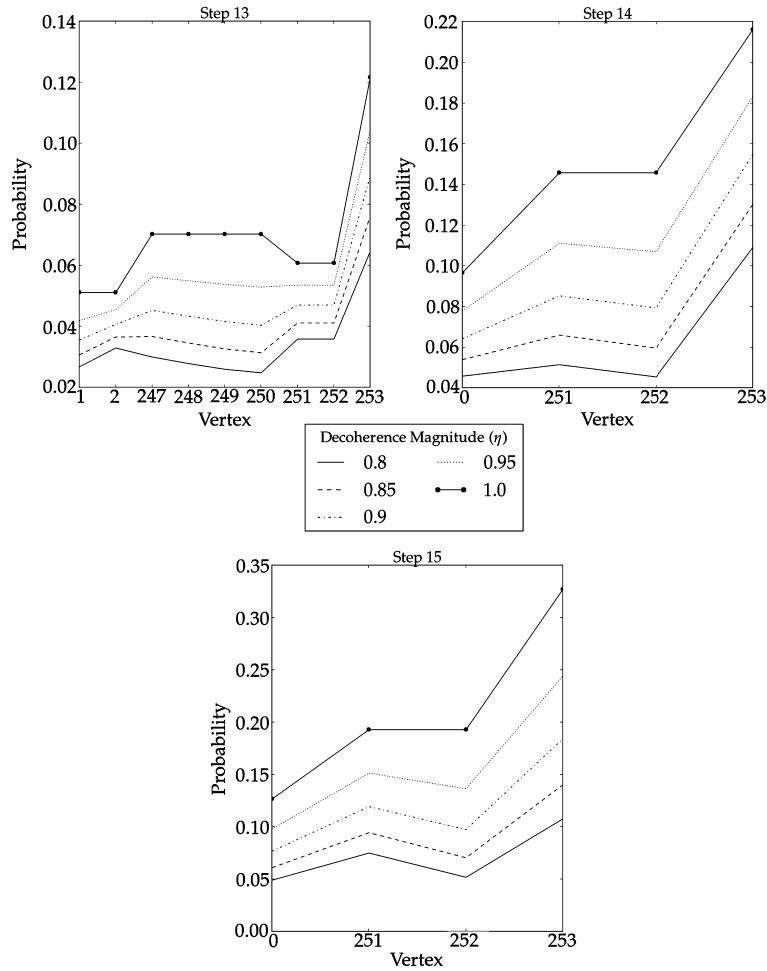 Step 13
0.14
0.12
0.10
0.08
0.06
0.04
0.02
Probability
1 2 247 248 249 250 251 252 253
Vertex
Step 14
0.22
0.20
0.18
0.16
0.14
0.12
0.10
0.08
0.06
0.04
Probability
0 251 252 253
Vertex
Decoherence Magnitude (η)
0.8
0.85
0.9
0.95
1.0
Step 15
0.35
0.30
0.25
0.20
0.15
0.10
0.05
0.00
Probability
0 251 252 253
Vertex